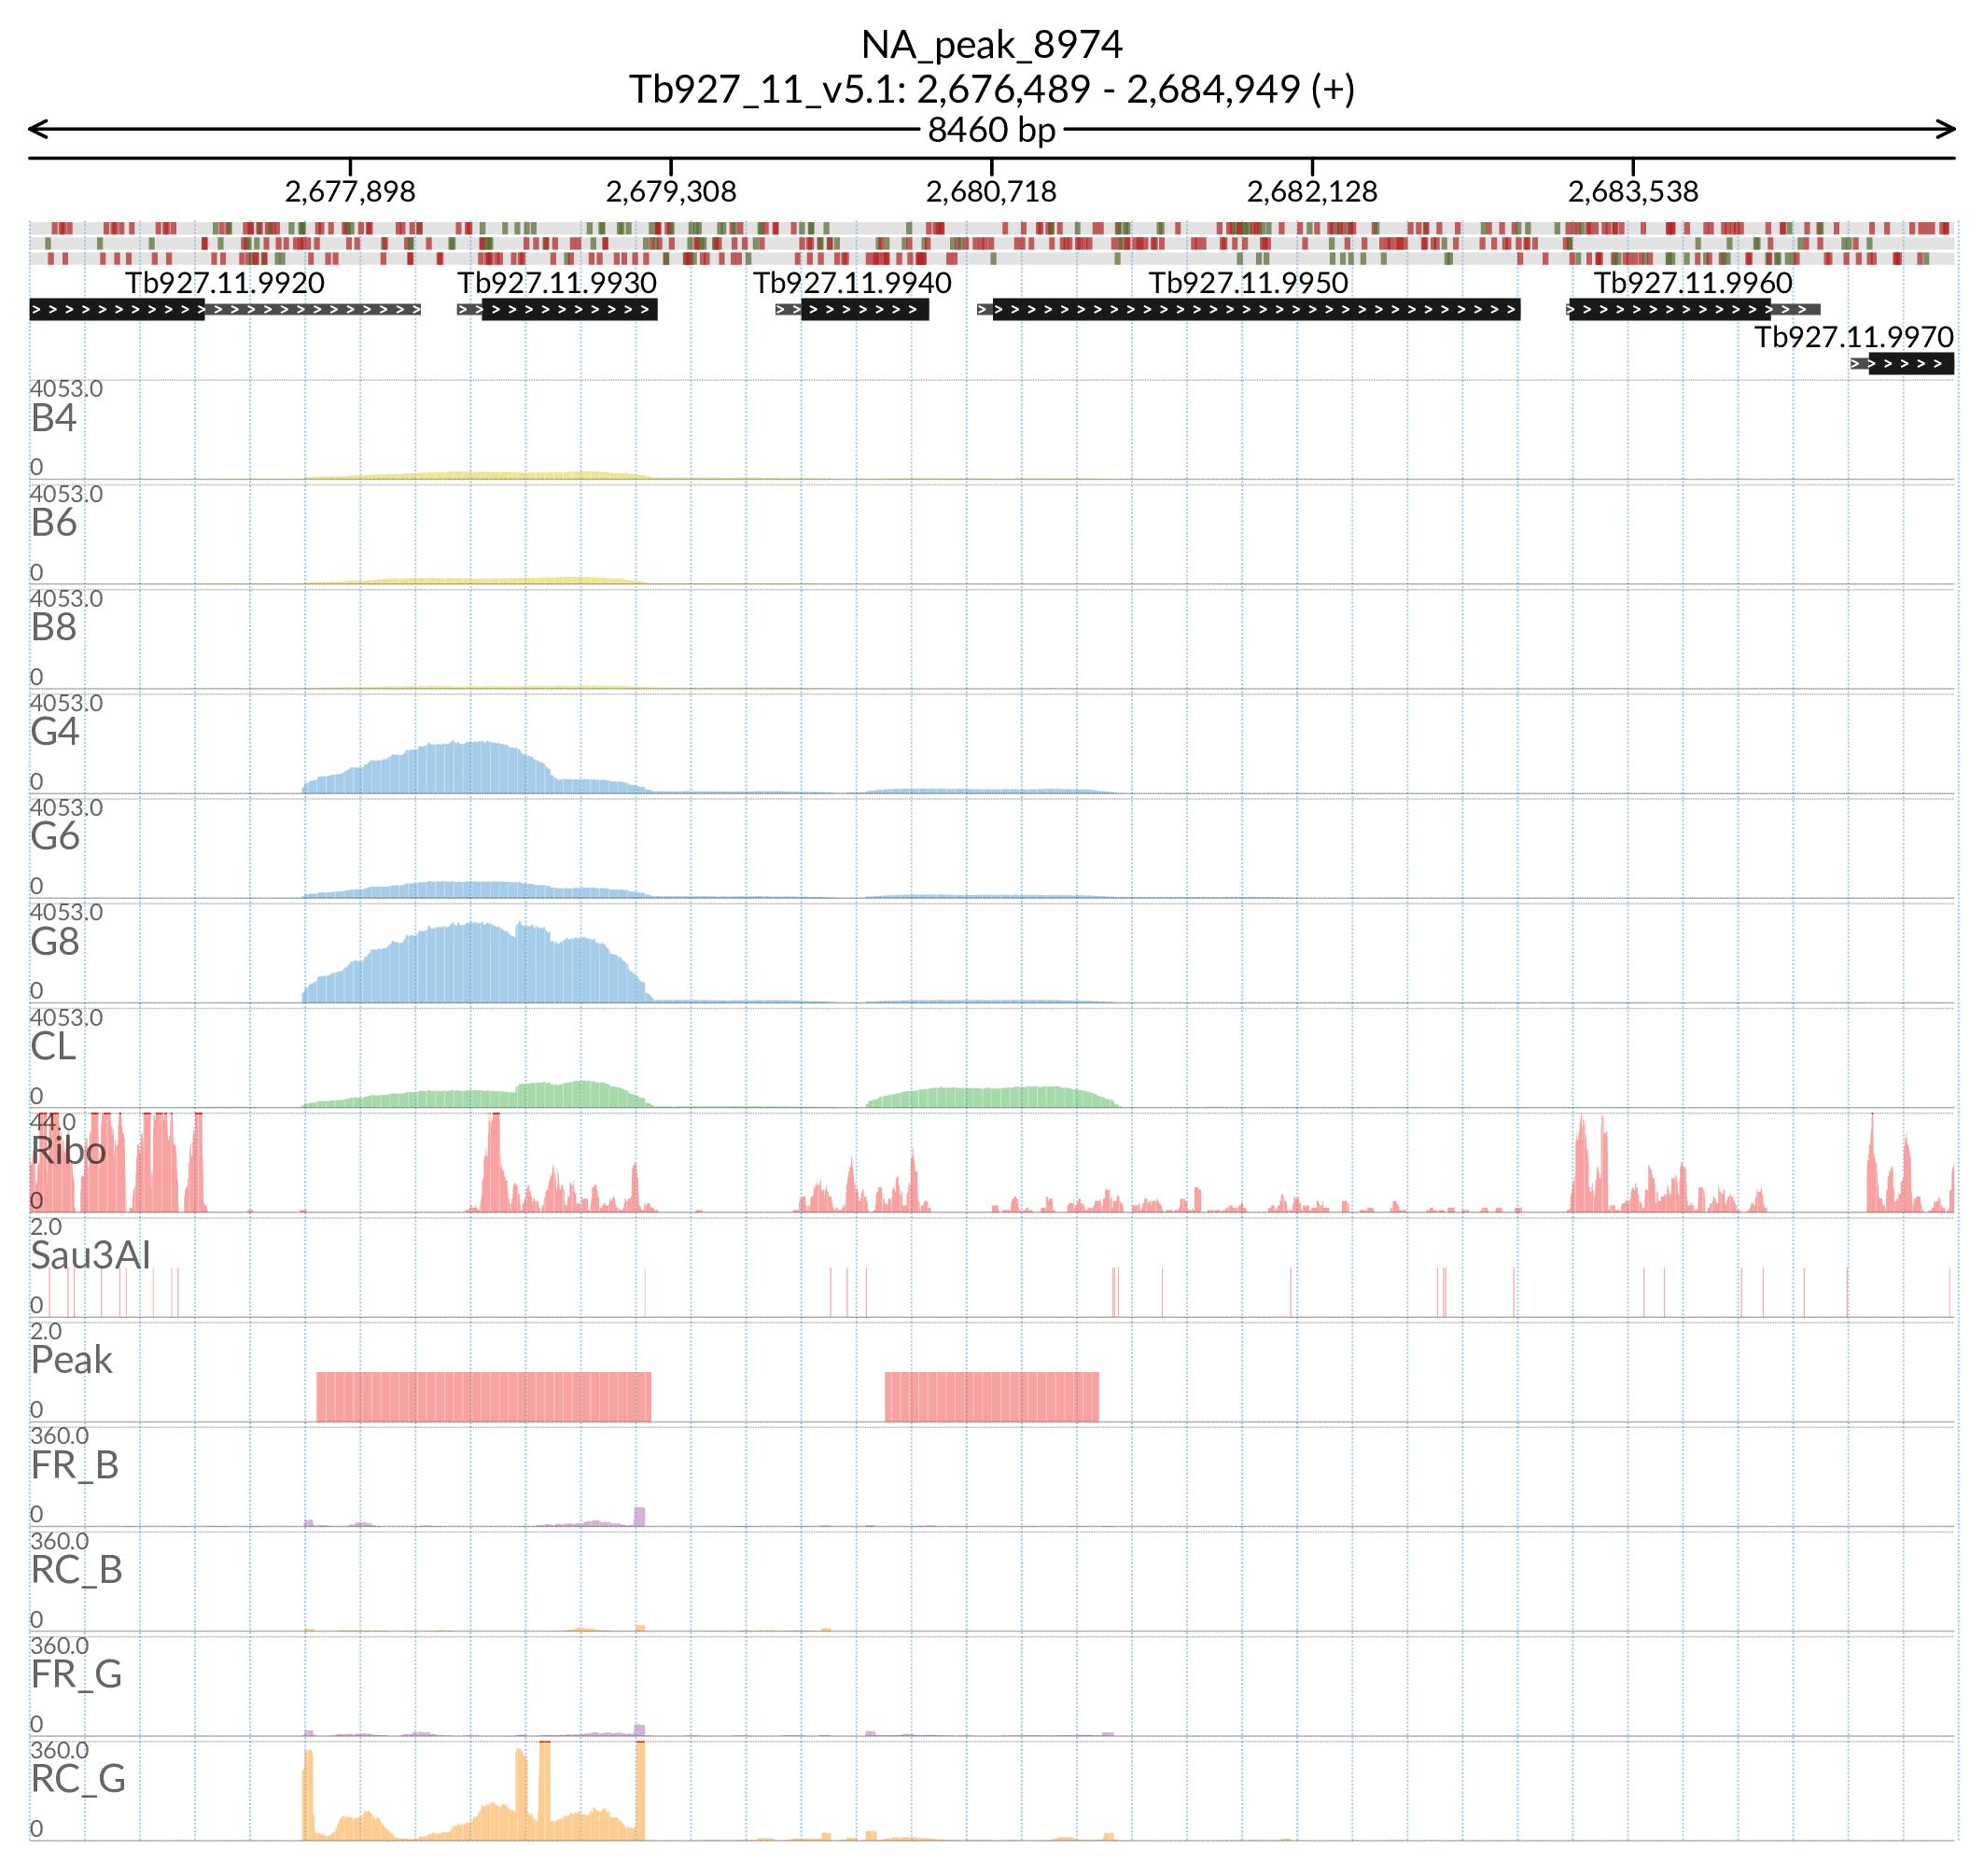 NA_peak_8974
Tb927_11_v5.1: 2,676,489 - 2,684,949 (+)
8460 bp
2,677,898 2,679,308 2,680,718 2,682,128 2,683,538
Tb927.11.9920 Tb927.11.9930 Tb927.11.9940 Tb927.11.9950 Tb927.11.9960
Tb927.11.9970
4053.0
B4
0
4053.0
B6
0
4053.0
B8
0
4053.0
G4
0
4053.0
G6
0
4053.0
G8
0
4053.0
CL
0
44.0
Ribo
0
2.0
Sau3AI
0
2.0
Peak
0
360.0
FR_B
0
360.0
RC_B
0
360.0
FR_G
0
360.0
RC_G
0